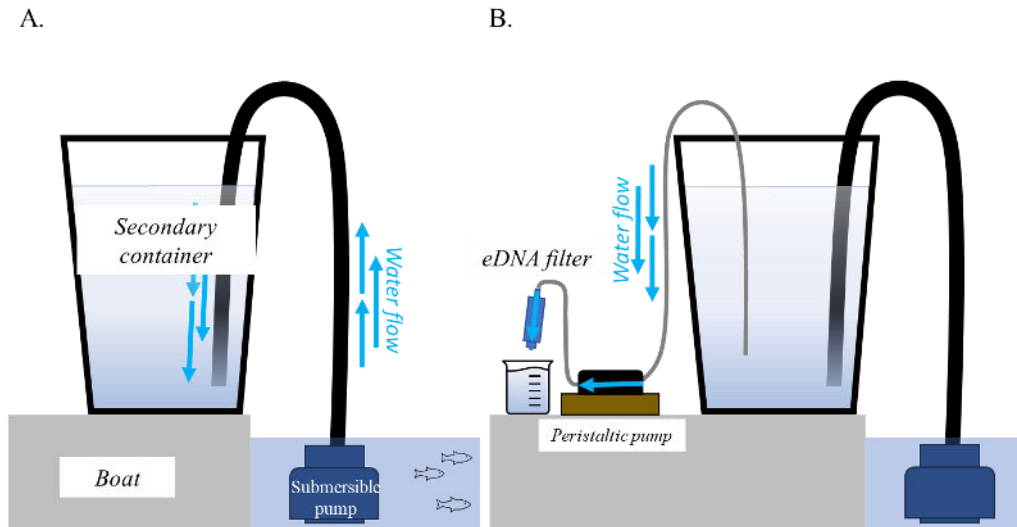 A.
Secondary
container
Water flow
Boat
Submersible
pump
B.
Water flow
eDNA filter
Peristaltic pump